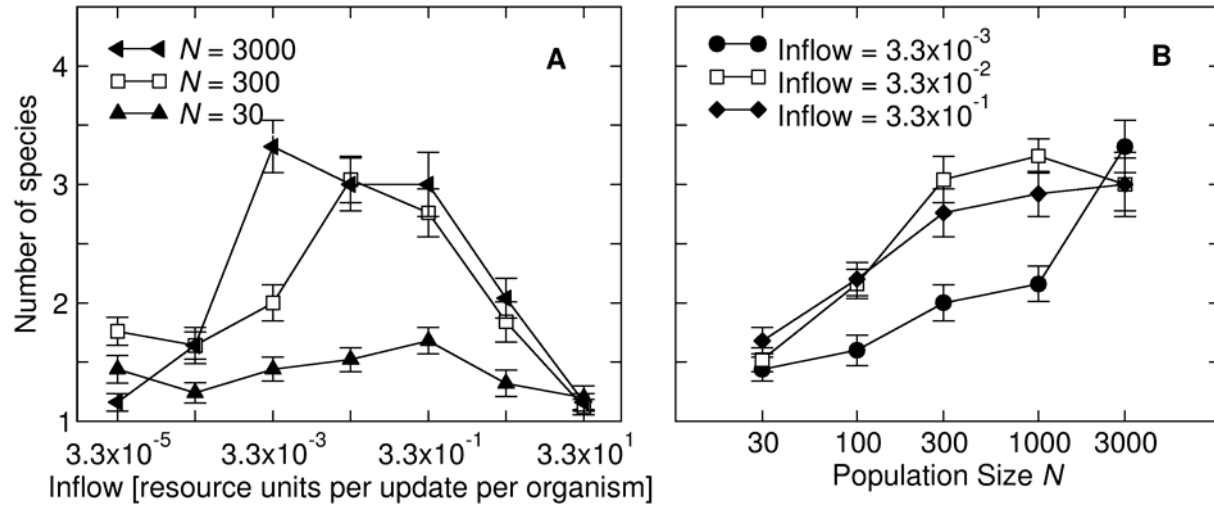 A
N = 3000
N = 300
N = 30
Number of species
4
3
2
1
3.3x10^-5
3.3x10^-3
3.3x10^-1
3.3x10^1
Inflow [resource units per update per organism]
B
Inflow = 3.3x10^-3
Inflow = 3.3x10^-2
Inflow = 3.3x10^-1
30
100
300
1000
3000
Population Size N